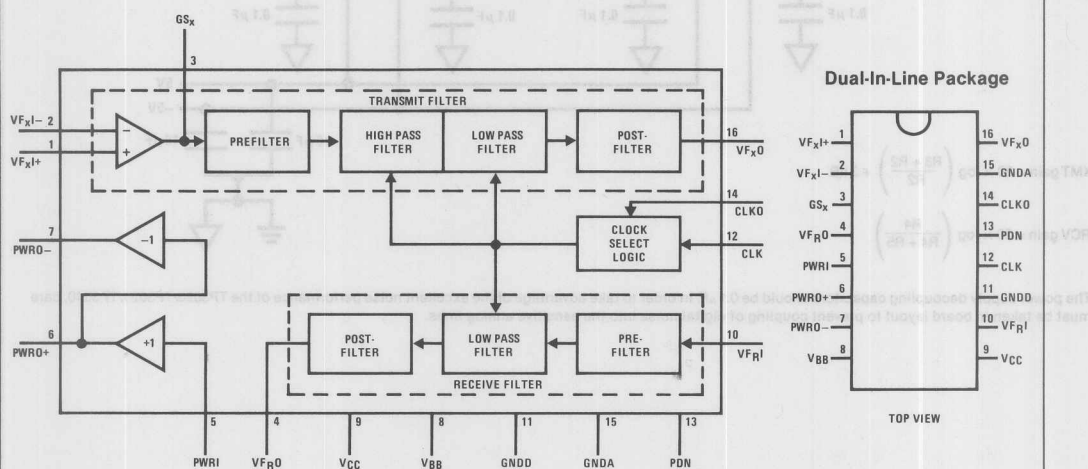 GSX
3
TRANSMIT FILTER
VFXI− 2
1
VFXI+
−
+
PREFILTER
HIGH PASS
FILTER
LOW PASS
FILTER
POST-
FILTER
16
VFXO
14
CLKO
CLOCK
SELECT
LOGIC
12
CLK
7
PWRO−
−1
6
PWRO+
+1
POST-
FILTER
LOW PASS
FILTER
PRE-
FILTER
10
VFRI
RECEIVE FILTER
5
4
9
8
11
15
13
PWRI
VFRO
VCC
VBB
GNDD
GNDA
PDN
Dual-In-Line Package
VFXI+ 1
VFXI− 2
GSX 3
VFRO 4
PWRI 5
PWRO+ 6
PWRO− 7
VBB 8
16 VFXO
15 GNDA
14 CLKO
13 PDN
12 CLK
11 GNDD
10 VFRI
9 VCC
TOP VIEW